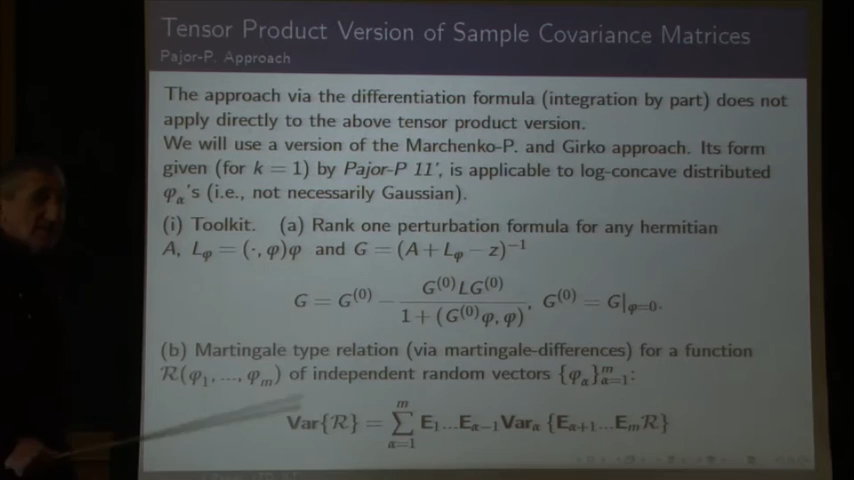 Tensor Product Version of Sample Covariance Matrices
Pajor-P. Approach
The approach via the differentiation formula (integration by part) does not
apply directly to the above tensor product version.
We will use a version of the Marchenko-P. and Girko approach. Its form
given (for k = 1) by Pajor-P 11', is applicable to log-concave distributed
φ_α's (i.e., not necessarily Gaussian).
(i) Toolkit. (a) Rank one perturbation formula for any hermitian
A, L_φ = (·, φ)φ and G = (A + L_φ − z)^{−1}
G = G^{(0)} − \frac{G^{(0)}LG^{(0)}}{1 + (G^{(0)}φ, φ)}, G^{(0)} = G|_{φ=0}.
(b) Martingale type relation (via martingale-differences) for a function
ℛ(φ_1, ..., φ_m) of independent random vectors {φ_α}_{α=1}^m:
Var{ℛ} = \sum_{α=1}^{m} E_1...E_{α−1}Var_α {E_{α+1}...E_mℛ}